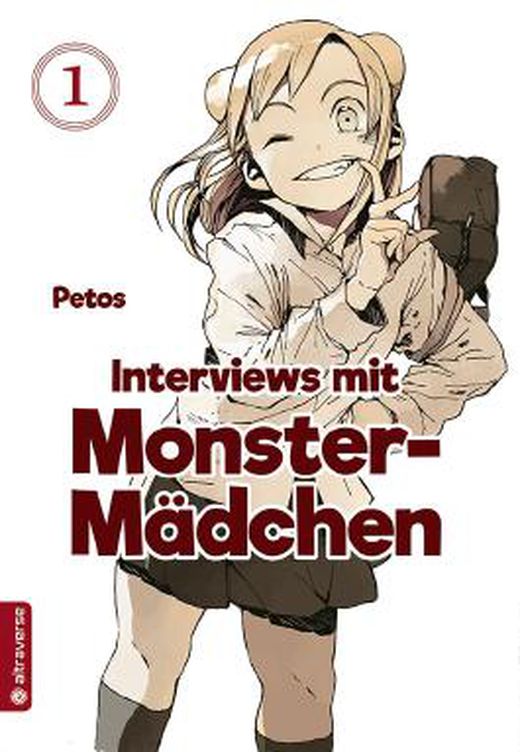 1
Petos
Interviews mit
Monster-
Mädchen
altraverse